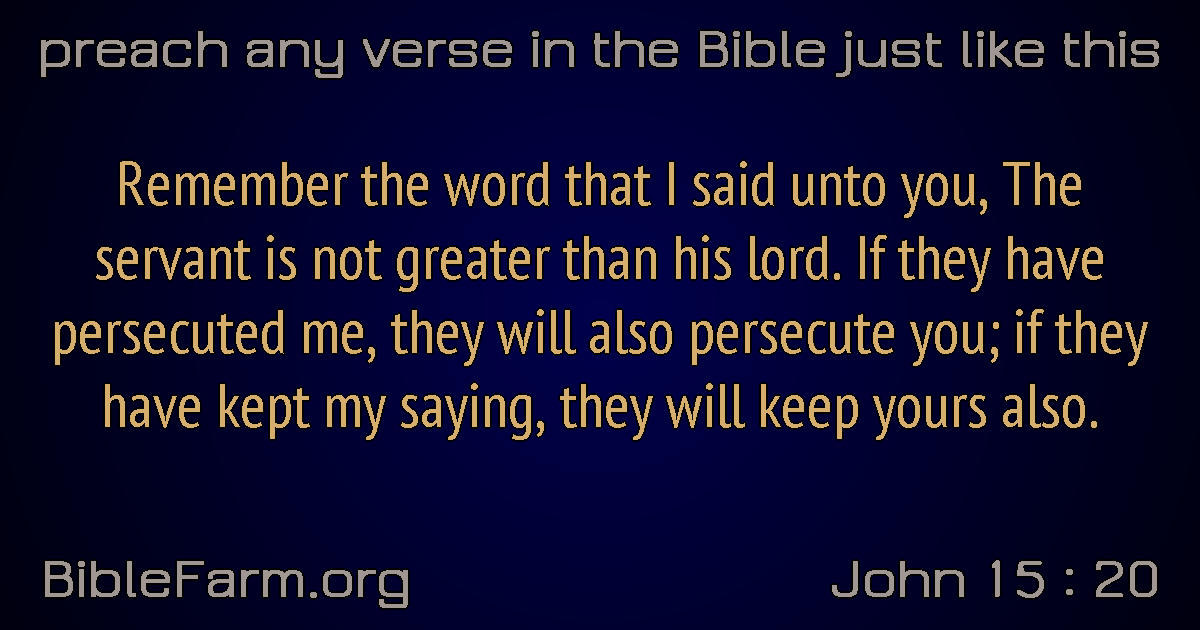 preach any verse in the Bible just like this
Remember the word that I said unto you, The
servant is not greater than his lord. If they have
persecuted me, they will also persecute you; if they
have kept my saying, they will keep yours also.
BibleFarm.org
John 15 : 20